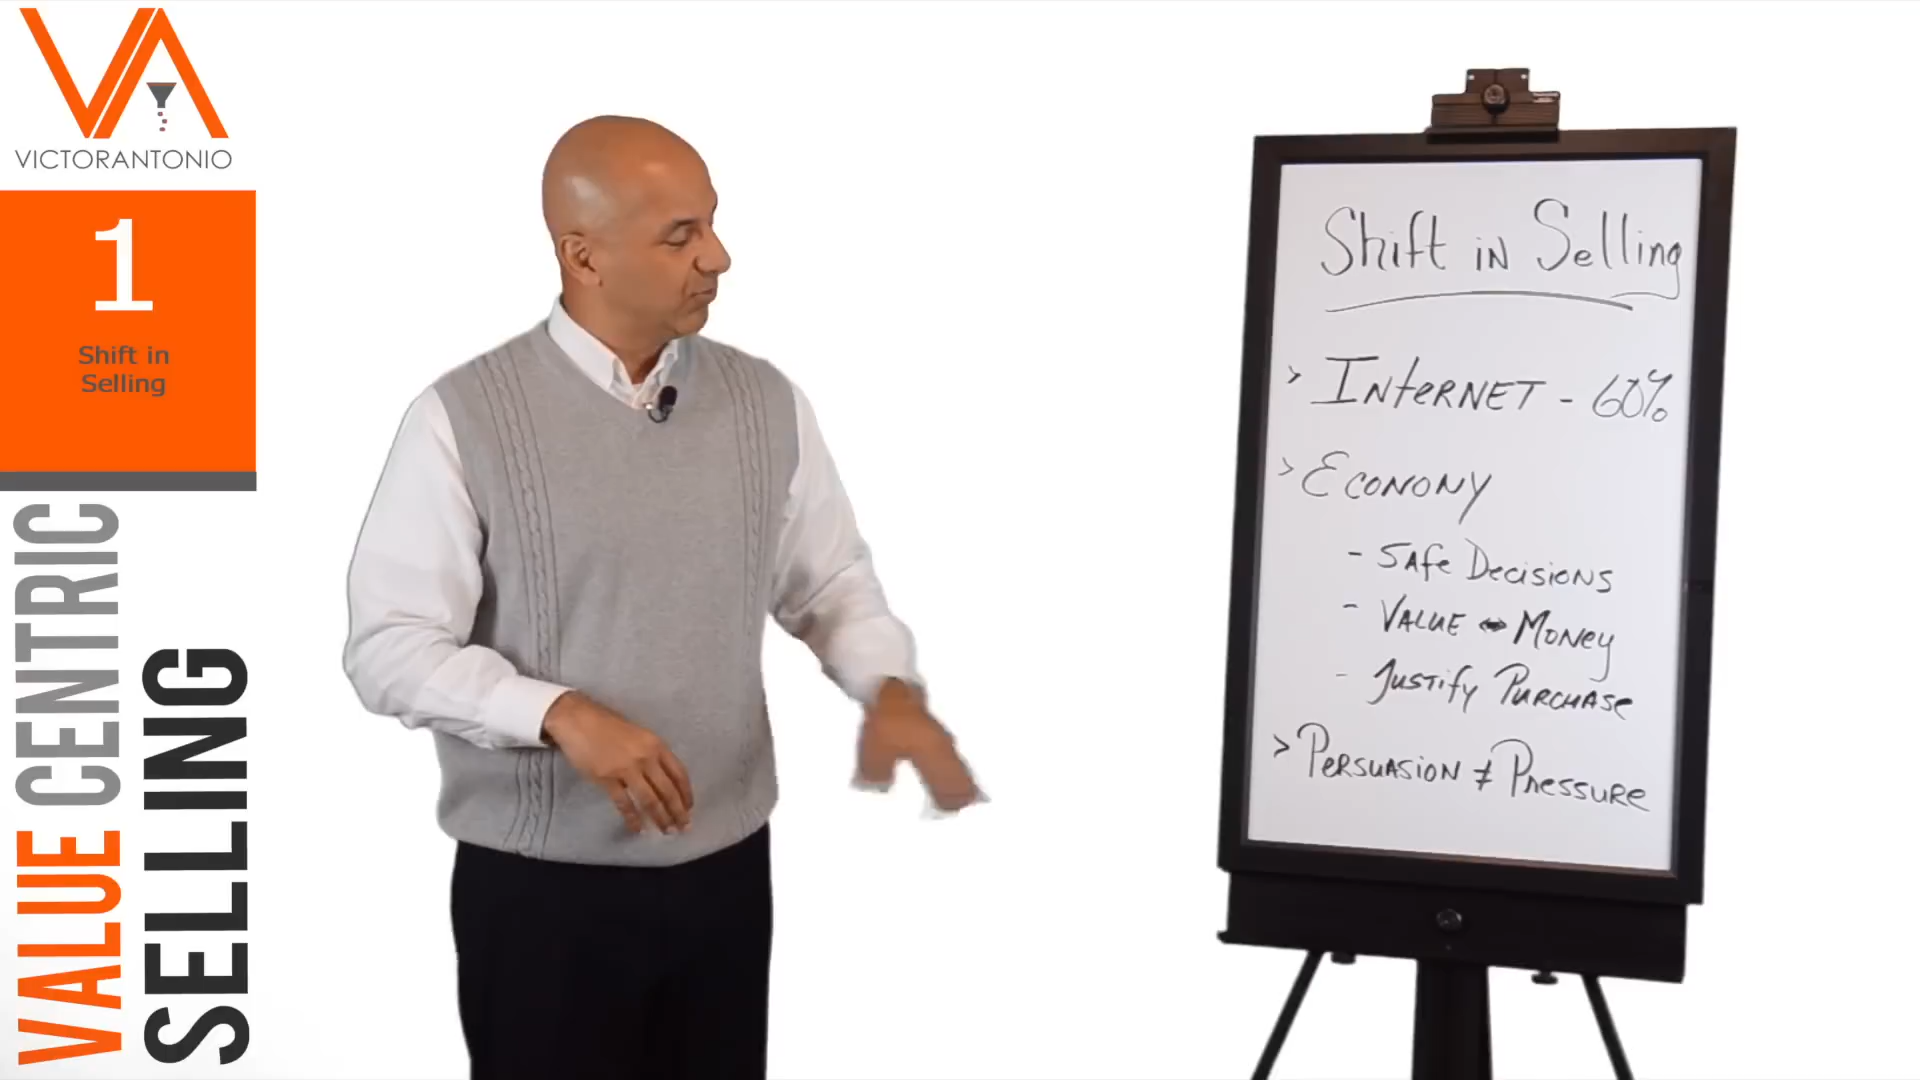 VICTORANTONIO
1
Shift in
Selling
VALUE CENTRIC
SELLING
Shift in Selling
> INterNET - 60%
> ECONONY
- SAfe DecisioNS
- VALUE ↔ MoNey
- Justify PURCHASe
> PERSUASION ≠ PressuRE